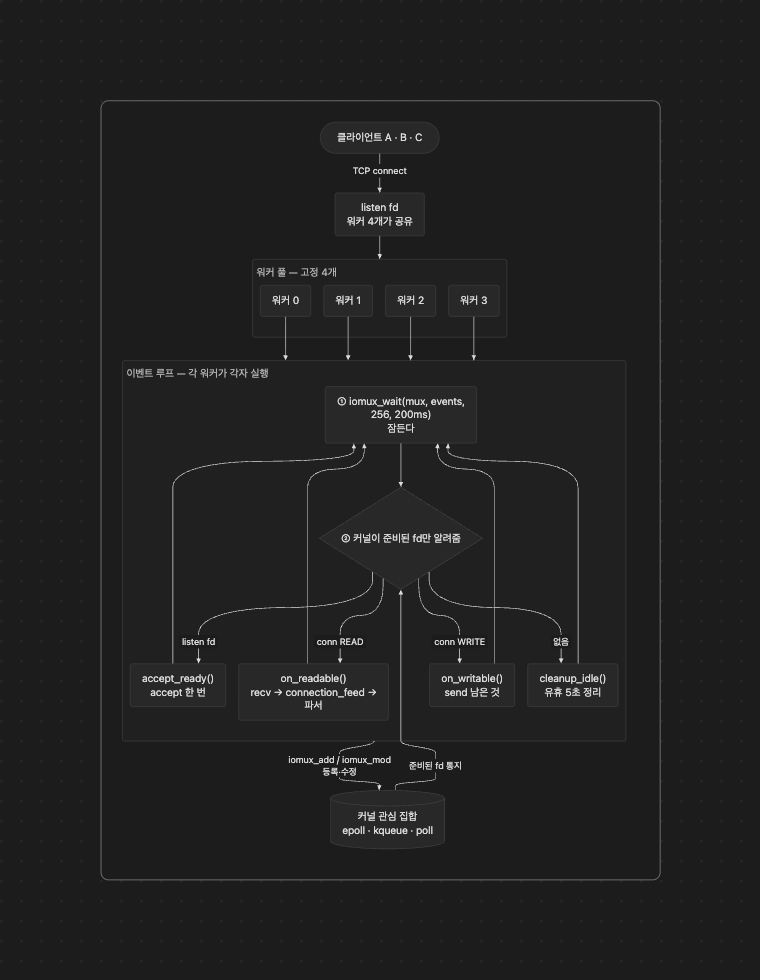 클라이언트 A · B · C
TCP connect
listen fd
워커 4개가 공유
워커 풀 — 고정 4개
워커 0
워커 1
워커 2
워커 3
이벤트 루프 — 각 워커가 각자 실행
① iomux_wait(mux, events,
256, 200ms)
잠든다
② 커널이 준비된 fd만 알려줌
listen fd
conn READ
conn WRITE
없음
accept_ready()
accept 한 번
on_readable()
recv → connection_feed →
파서
on_writable()
send 남은 것
cleanup_idle()
유휴 5초 정리
iomux_add / iomux_mod
등록·수정
준비된 fd 통지
커널 관심 집합
epoll · kqueue · poll